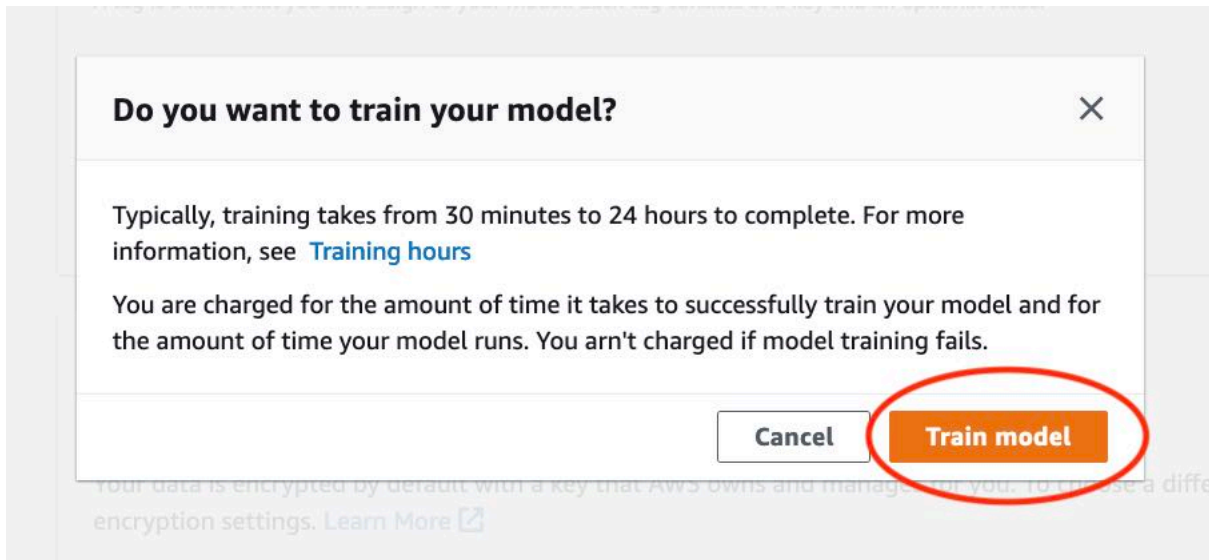 Do you want to train your model?
Typically, training takes from 30 minutes to 24 hours to complete. For more
information, see Training hours
You are charged for the amount of time it takes to successfully train your model and for
the amount of time your model runs. You arn't charged if model training fails.
Cancel Train model
Your data is encrypted by default with a key that AWS owns and manages for you. To choose a diffe
encryption settings. Learn More